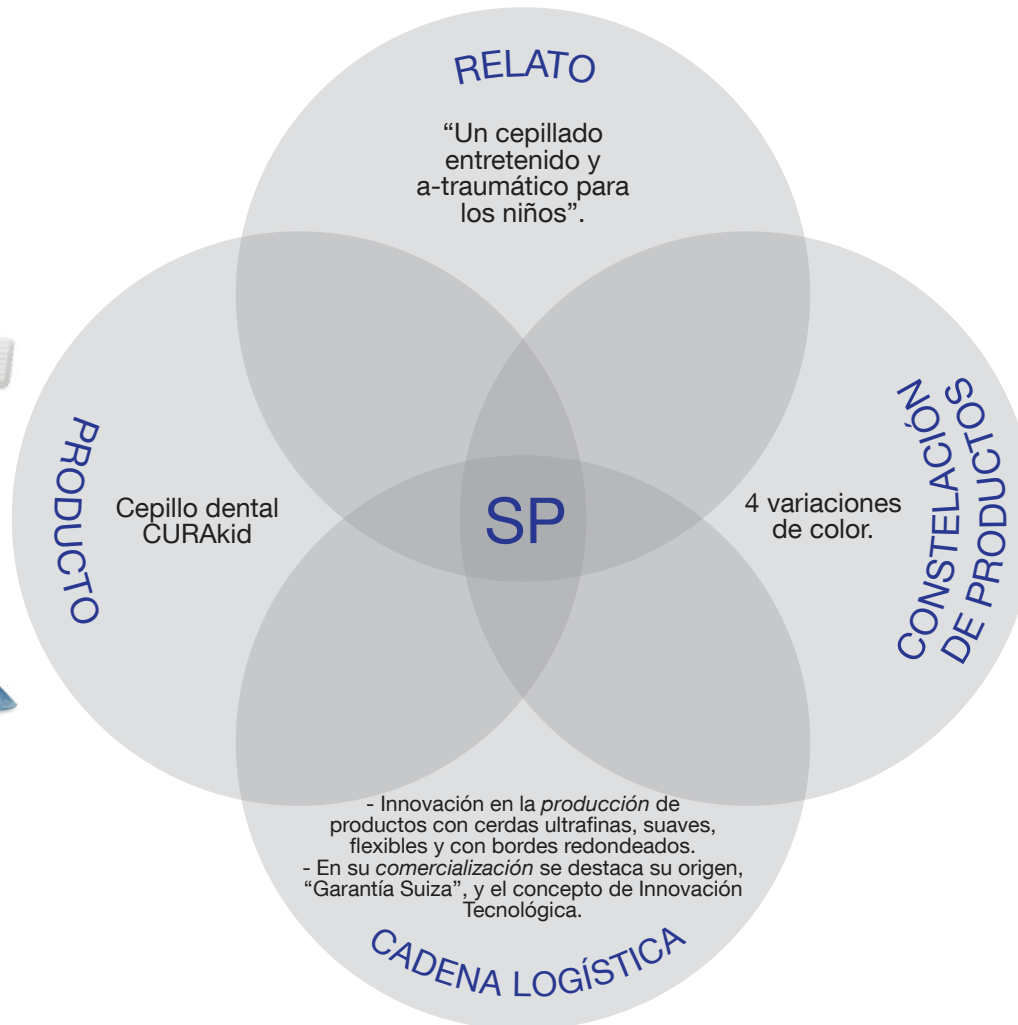 RELATO
“Un cepillado
entretenido y
a-traumático para
los niños”.
PRODUCTO
Cepillo dental
CURAkid
SP
4 variaciones
de color.
CONSTELACIÓN
DE PRODUCTOS
- Innovación en la producción de
productos con cerdas ultrafinas, suaves,
flexibles y con bordes redondeados.
- En su comercialización se destaca su origen,
“Garantía Suiza”, y el concepto de Innovación
Tecnológica.
CADENA LOGÍSTICA